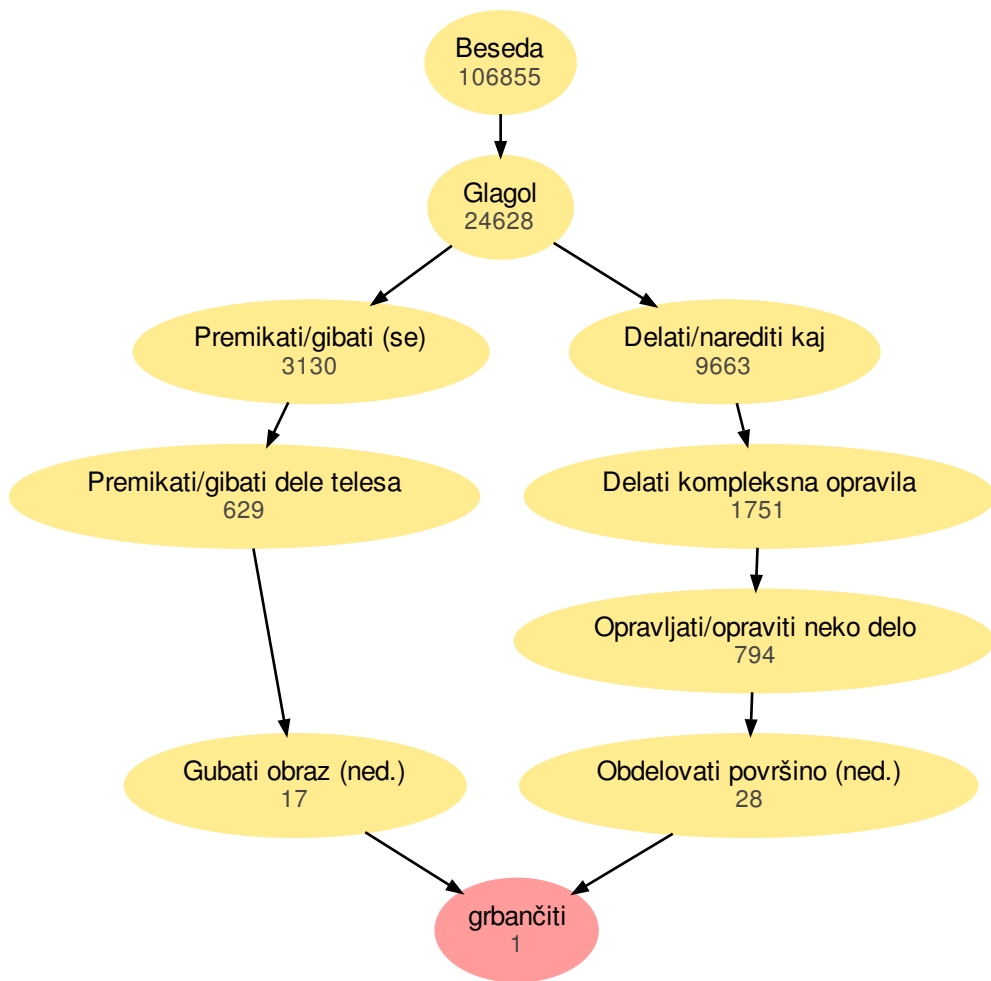 Beseda
106855
Glagol
24628
Premikati/gibati (se)
3130
Delati/narediti kaj
9663
Premikati/gibati dele telesa
629
Delati kompleksna opravila
1751
Opravljati/opraviti neko delo
794
Gubati obraz (ned.)
17
Obdelovati površino (ned.)
28
grbančiti
1